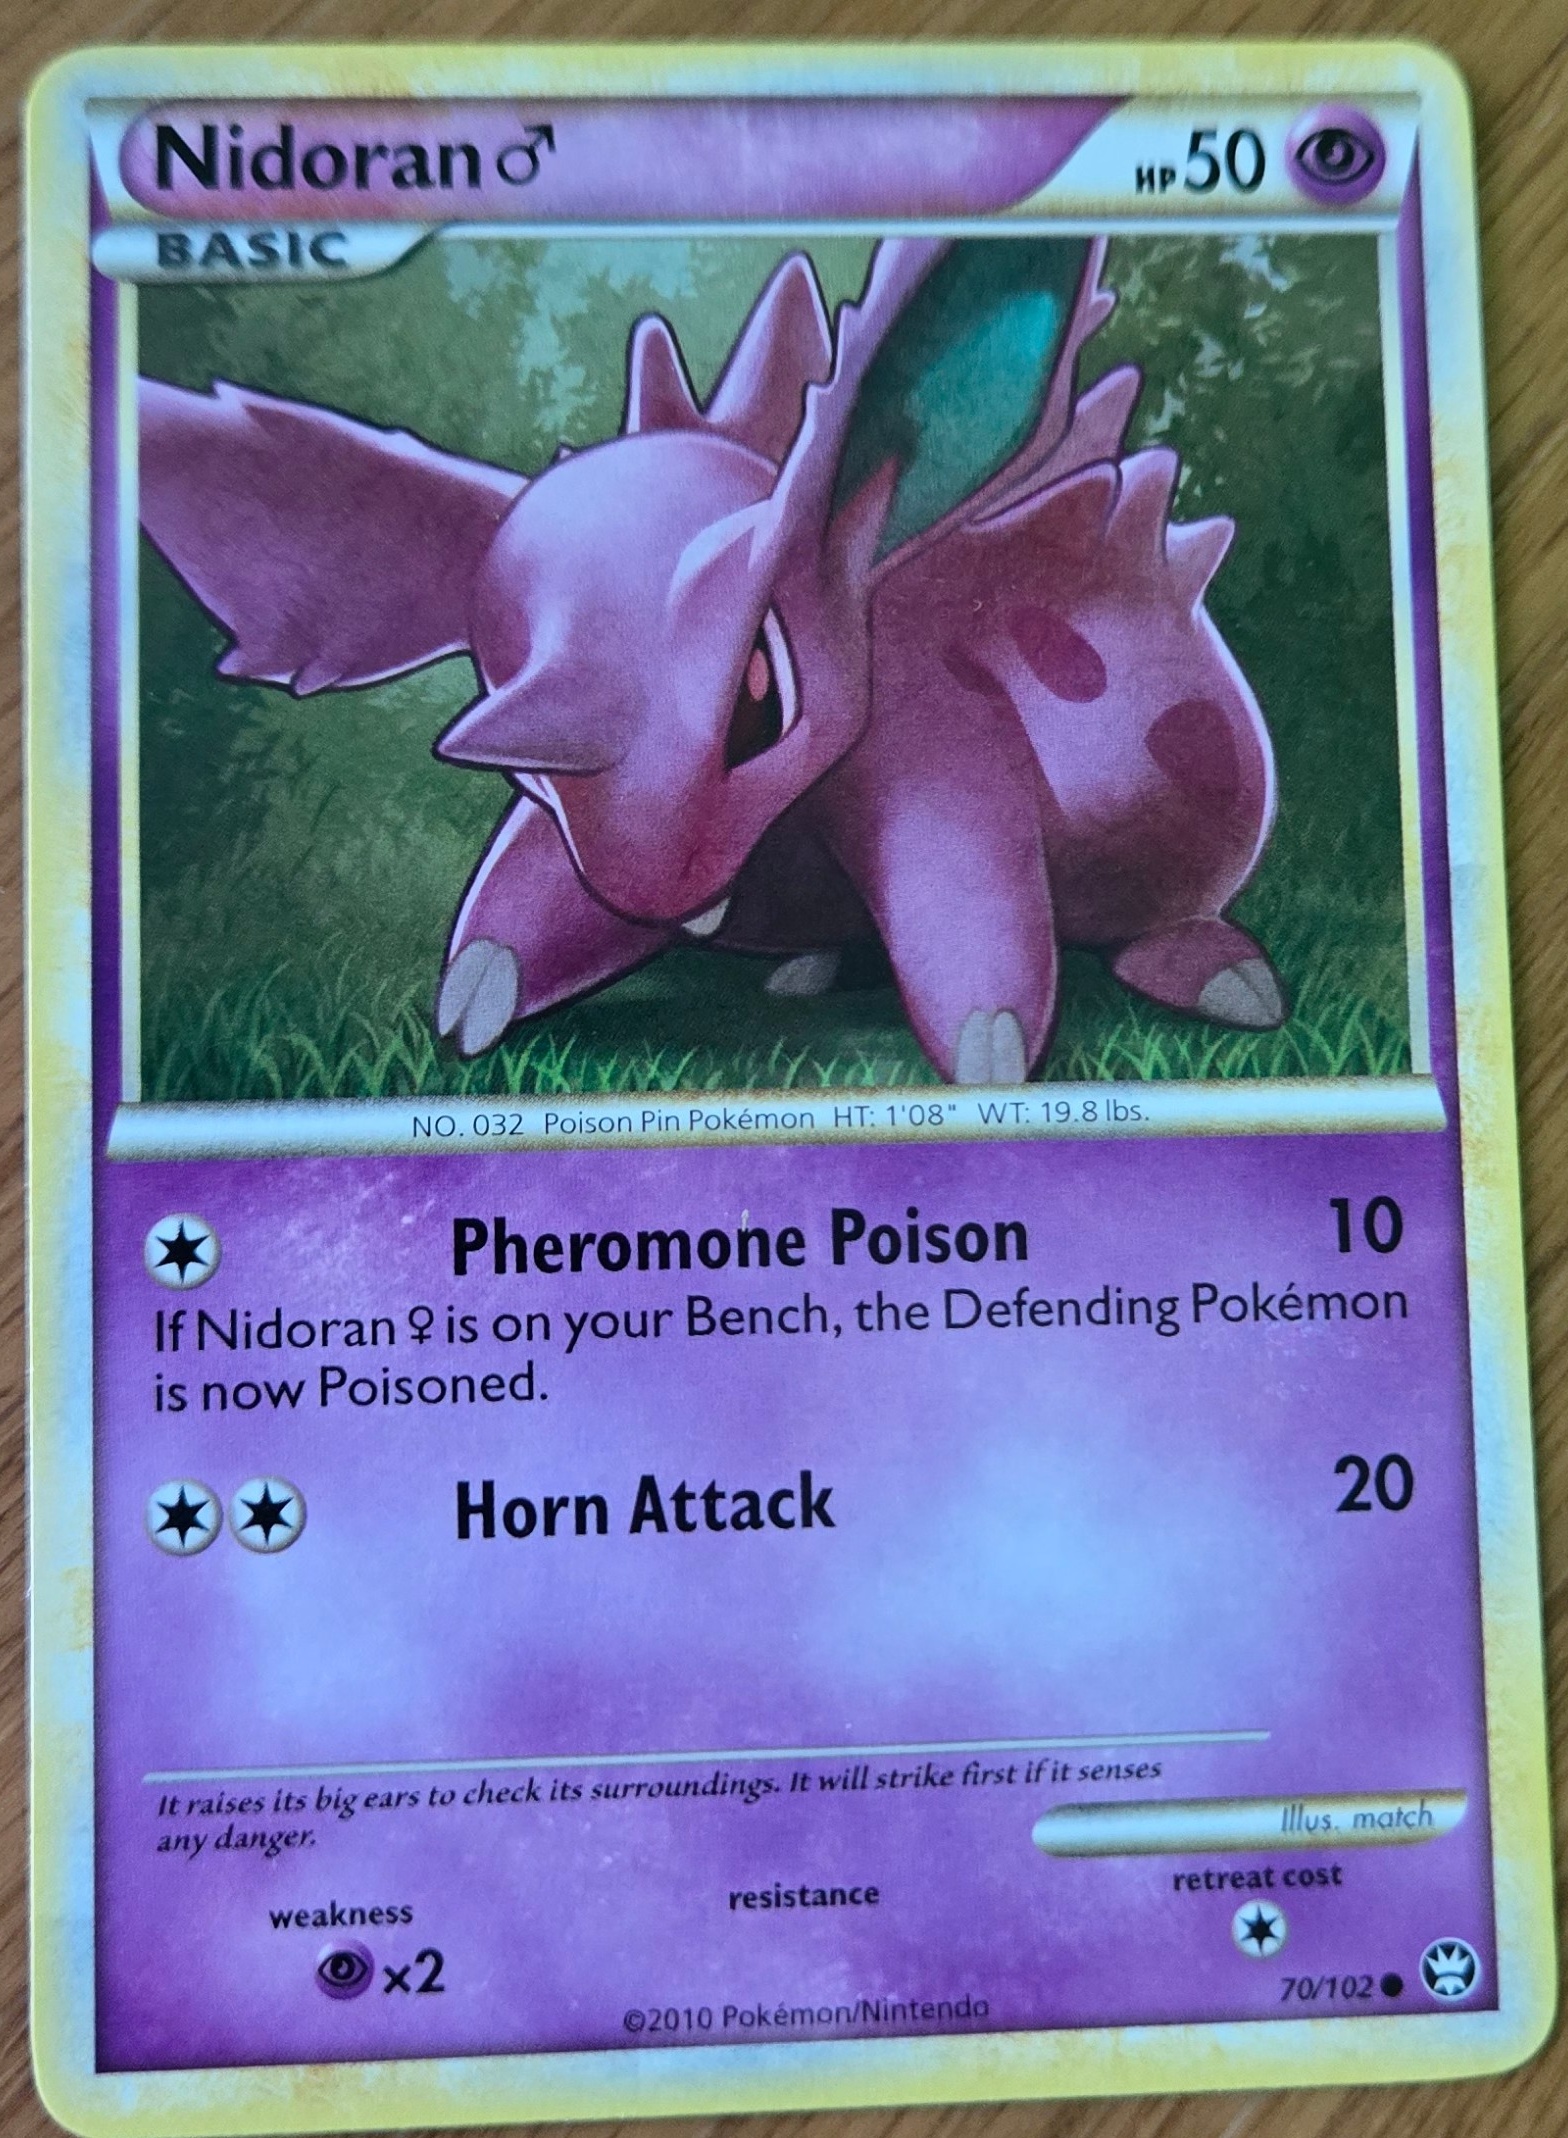 Nidoran♂ HP50
BASIC
NO. 032 Poison Pin Pokémon HT: 1'08" WT: 19.8 lbs.
Pheromone Poison 10
If Nidoran♀ is on your Bench, the Defending Pokémon
is now Poisoned.
Horn Attack 20
It raises its big ears to check its surroundings. It will strike first if it senses
any danger.
Illus. match
weakness resistance retreat cost
x2
70/102
©2010 Pokémon/Nintendo